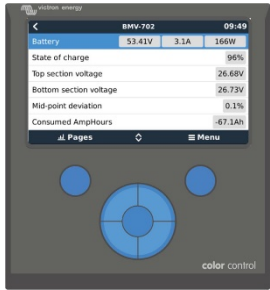 victron energy
BMV-702 09:49
Battery 53.41V 3.1A 166W
State of charge 96%
Top section voltage 26.68V
Bottom section voltage 26.73V
Mid-point deviation 0.1%
Consumed AmpHours -67.1Ah
Pages Menu
color control